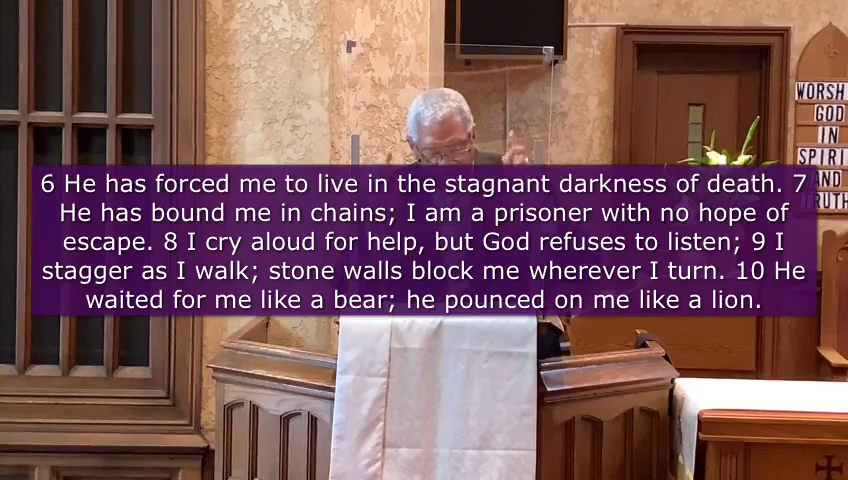 6 He has forced me to live in the stagnant darkness of death. 7
He has bound me in chains; I am a prisoner with no hope of
escape. 8 I cry aloud for help, but God refuses to listen; 9 I
stagger as I walk; stone walls block me wherever I turn. 10 He
waited for me like a bear; he pounced on me like a lion.
WORSH
GOD
IN
SPIRI
AND
TRUTH